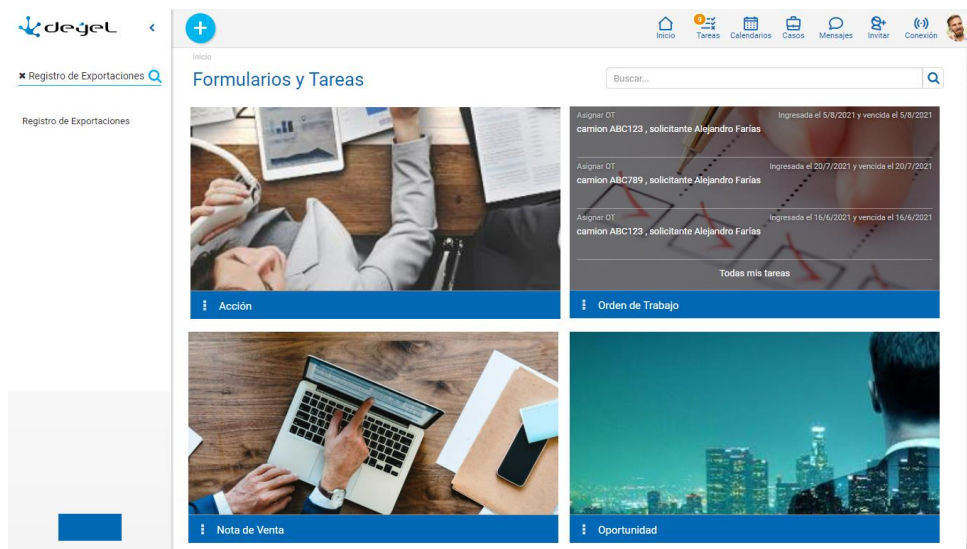 deyel
Inicio
Tareas
9
Calendarios
Casos
Mensajes
Invitar
Conexión
✖ Registro de Exportaciones
Registro de Exportaciones
Inicio
Formularios y Tareas
Buscar...
Asignar OT Ingresada el 5/8/2021 y vencida el 5/8/2021
camion ABC123 , solicitante Alejandro Farías
Asignar OT Ingresada el 20/7/2021 y vencida el 20/7/2021
camion ABC789 , solicitante Alejandro Farías
Asignar OT Ingresada el 16/6/2021 y vencida el 16/6/2021
camion ABC123 , solicitante Alejandro Farías
Todas mis tareas
Acción
Orden de Trabajo
Nota de Venta
Oportunidad